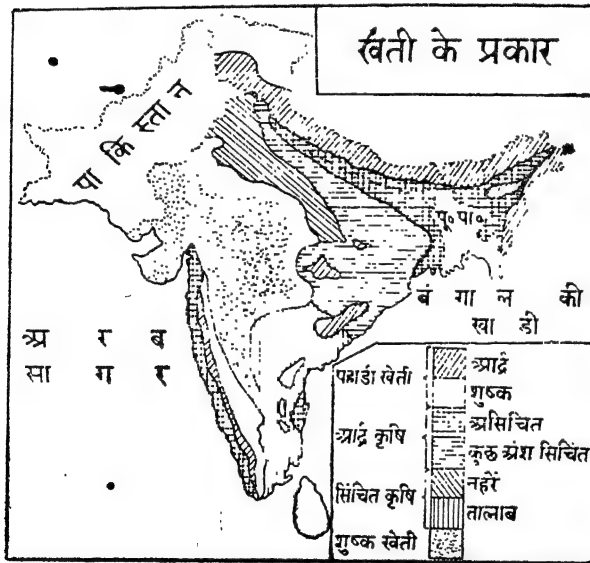 खेती के प्रकार
पाकिस्तान
पू॰ पा॰
बंगाल की
खाडी
अरब
सागर
पहाडी खेती
आर्द्र
शुष्क
आर्द्र कृषि
असिंचित
कुछ अंश सिंचित
सिंचित कृषि
नहरें
तालाब
शुष्क खेती